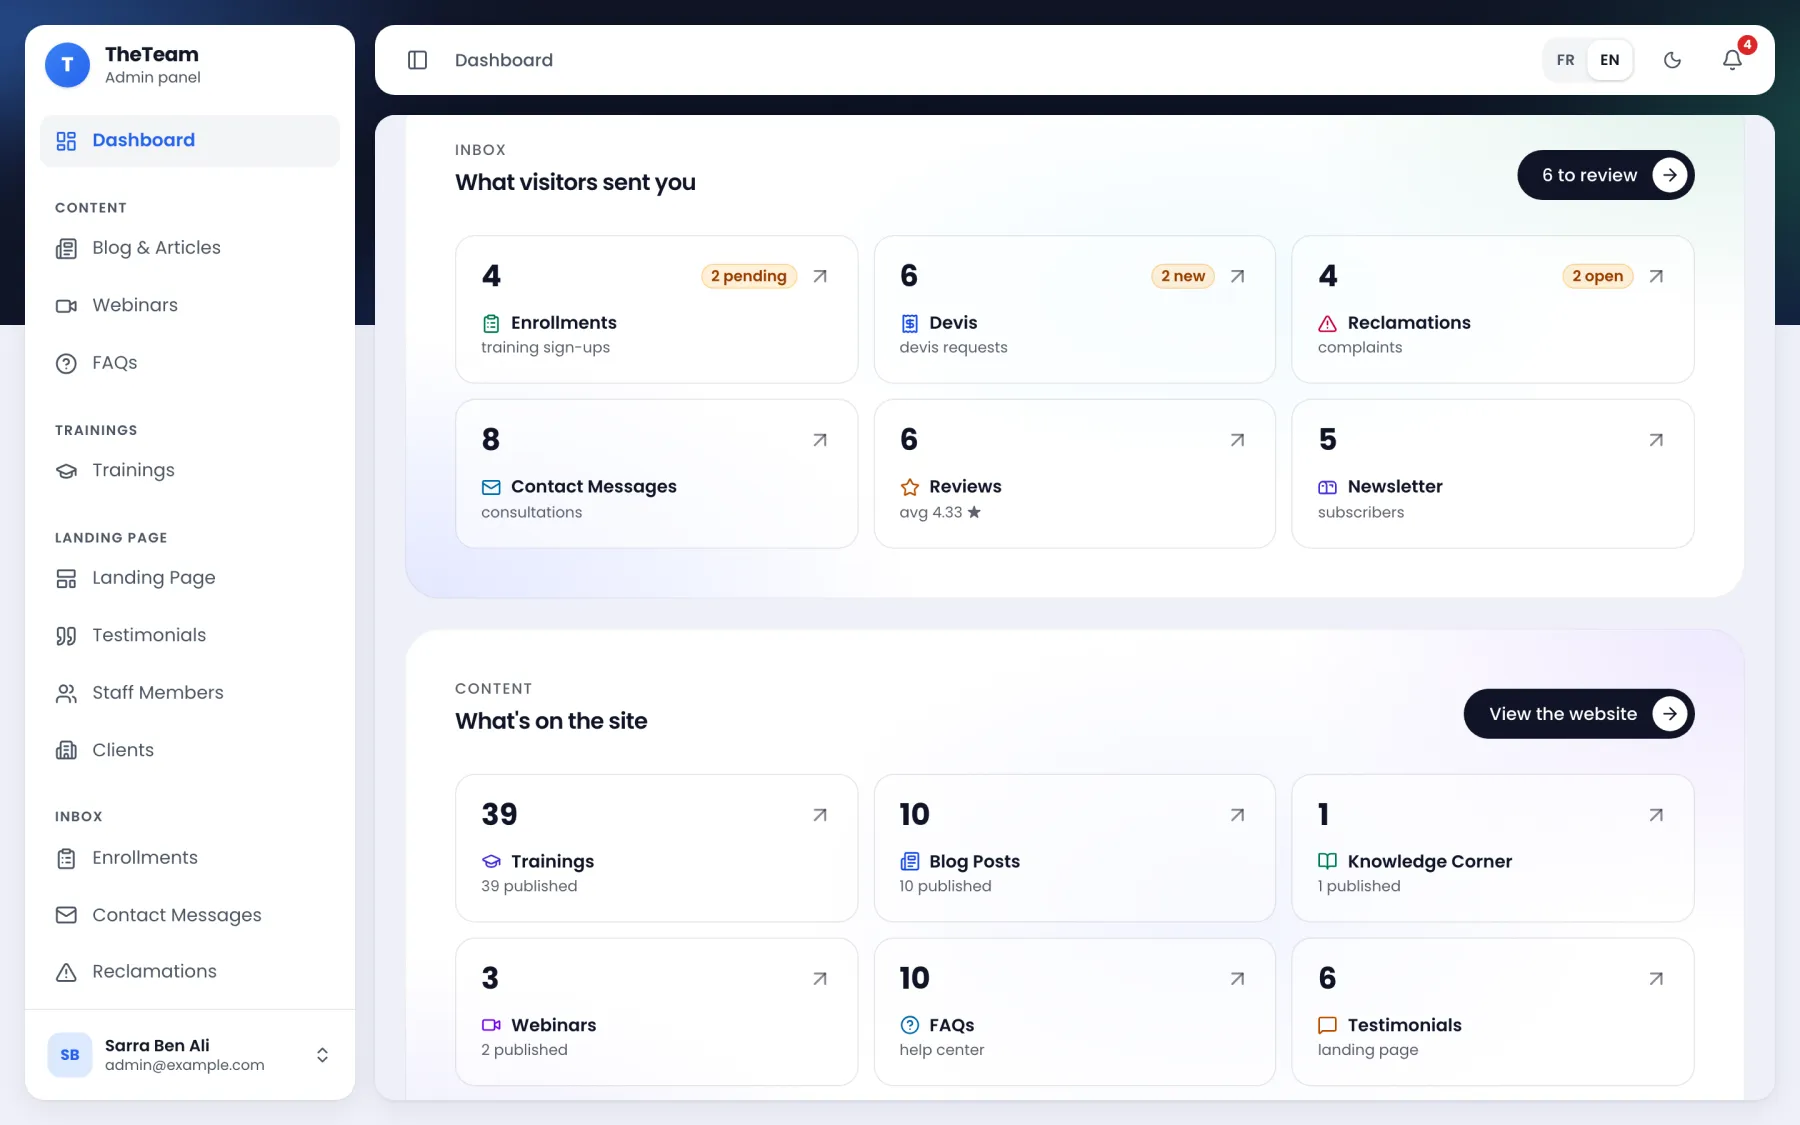 T
TheTeam
Admin panel
Dashboard
CONTENT
Blog & Articles
Webinars
FAQs
TRAININGS
Trainings
LANDING PAGE
Landing Page
Testimonials
Staff Members
Clients
INBOX
Enrollments
Contact Messages
Reclamations
SB
Sarra Ben Ali
admin@example.com
Dashboard
FR
EN
4
INBOX
What visitors sent you
6 to review
4
2 pending
Enrollments
training sign-ups
6
2 new
Devis
devis requests
4
2 open
Reclamations
complaints
8
Contact Messages
consultations
6
Reviews
avg 4.33 ★
5
Newsletter
subscribers
CONTENT
What's on the site
View the website
39
Trainings
39 published
10
Blog Posts
10 published
1
Knowledge Corner
1 published
3
Webinars
2 published
10
FAQs
help center
6
Testimonials
landing page